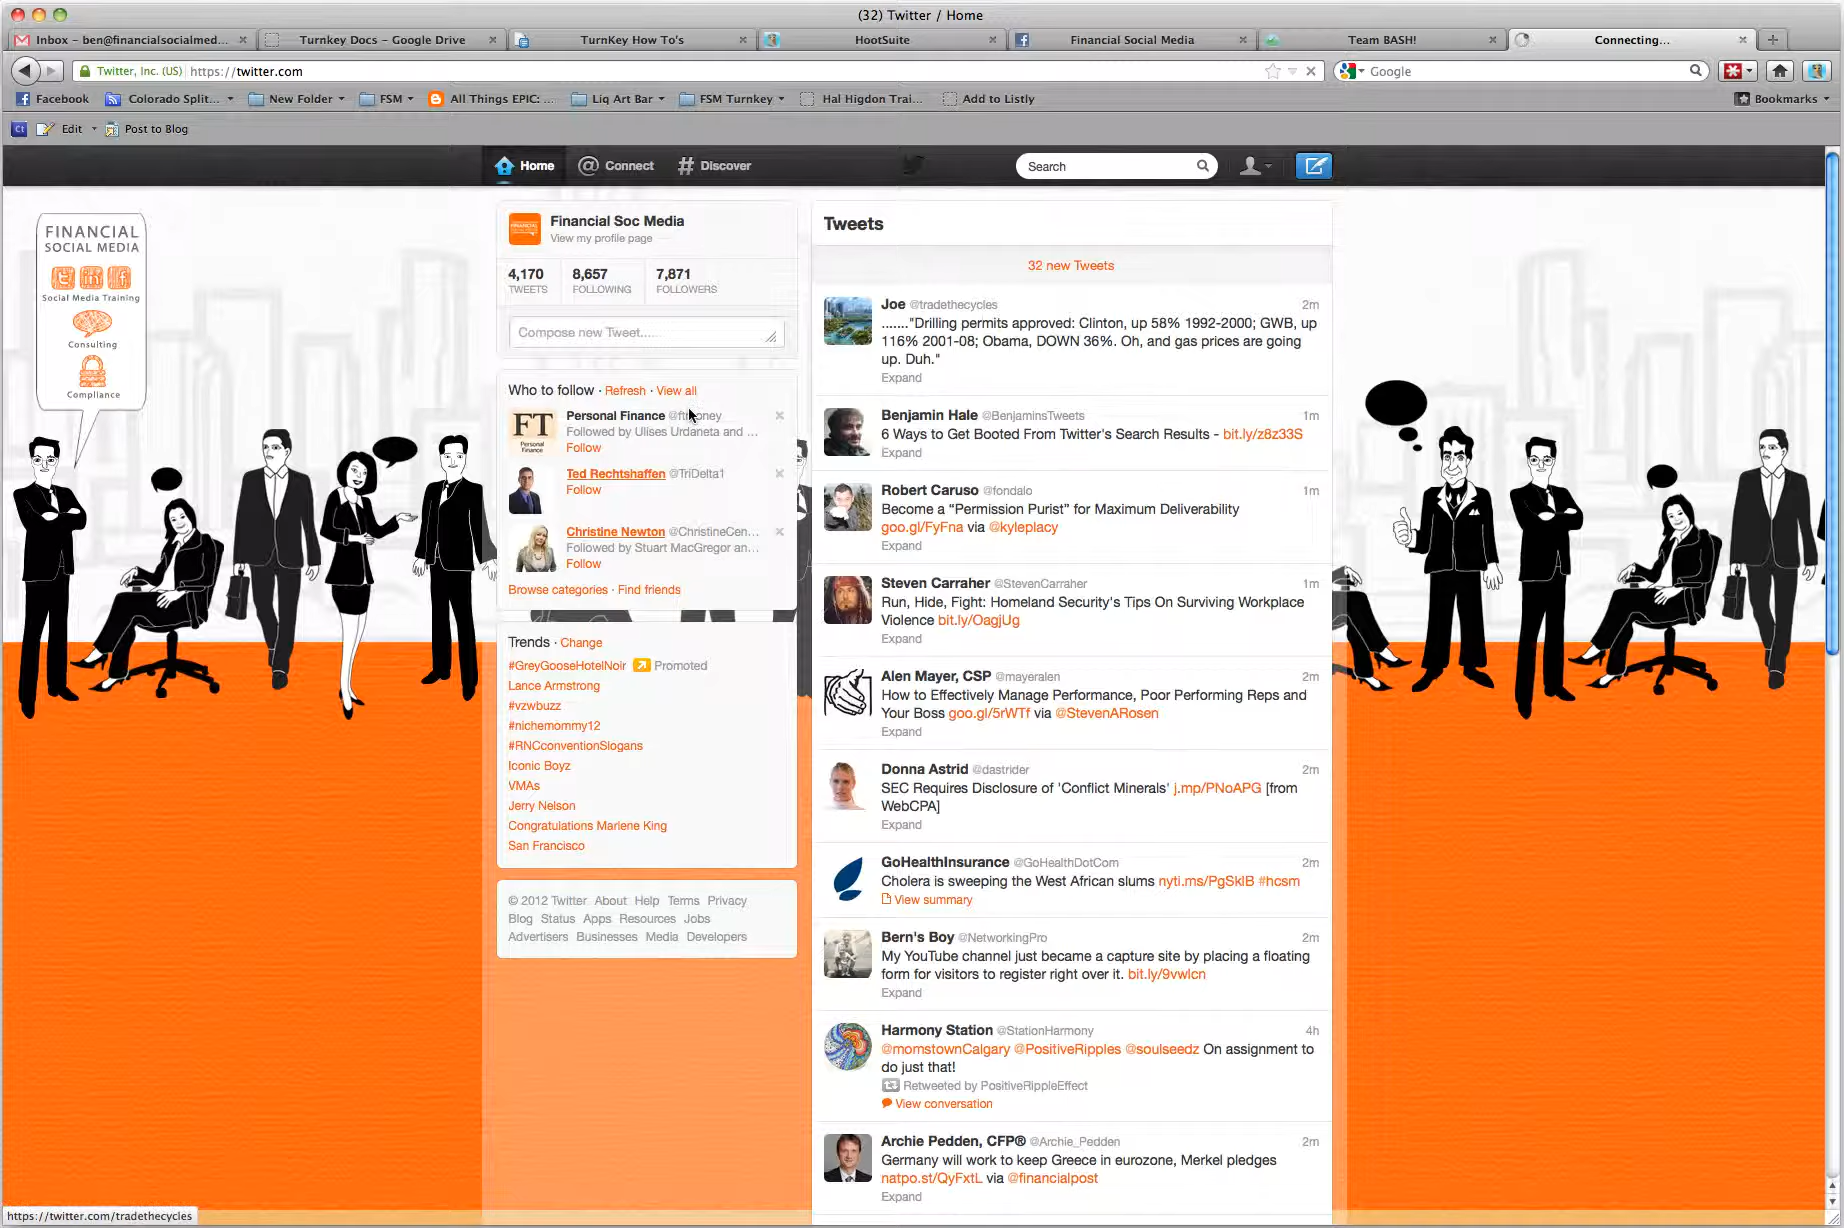 (32) Twitter / Home
Inbox – ben@financialsocialmed...
Turnkey Docs – Google Drive
TurnKey How To's
HootSuite
Financial Social Media
Team BASH!
Connecting...
Twitter, Inc. (US) https://twitter.com
Google
Facebook
Colorado Split...
New Folder
FSM
All Things EPIC: ...
Liq Art Bar
FSM Turnkey
Hal Higdon Trai...
Add to Listly
Bookmarks
Edit
Post to Blog
Home
Connect
Discover
Search
FINANCIAL
SOCIAL MEDIA
Social Media Training
Consulting
Compliance
Financial Soc Media
View my profile page
4,170
TWEETS
8,657
FOLLOWING
7,871
FOLLOWERS
Compose new Tweet.....
Who to follow · Refresh · View all
FT
Personal
Finance
Personal Finance
Followed by Ulises Urdaneta and ...
Follow
Ted Rechtshaffen @TriDelta1
Follow
Christine Newton @ChristineCen...
Followed by Stuart MacGregor an...
Follow
Browse categories · Find friends
Trends · Change
#GreyGooseHotelNoir Promoted
Lance Armstrong
#vzwbuzz
#nichemommy12
#RNCconventionSlogans
Iconic Boyz
VMAs
Jerry Nelson
Congratulations Marlene King
San Francisco
© 2012 Twitter About Help Terms Privacy
Blog Status Apps Resources Jobs
Advertisers Businesses Media Developers
Tweets
32 new Tweets
Joe @tradethecycles 2m
......."Drilling permits approved: Clinton, up 58% 1992-2000; GWB, up
116% 2001-08; Obama, DOWN 36%. Oh, and gas prices are going
up. Duh."
Expand
Benjamin Hale @BenjaminsTweets 1m
6 Ways to Get Booted From Twitter's Search Results - bit.ly/z8z33S
Expand
Robert Caruso @fondalo 1m
Become a “Permission Purist” for Maximum Deliverability
goo.gl/FyFna via @kyleplacy
Expand
Steven Carraher @StevenCarraher 1m
Run, Hide, Fight: Homeland Security's Tips On Surviving Workplace
Violence bit.ly/OagjUg
Expand
Alen Mayer, CSP @mayeralen 2m
How to Effectively Manage Performance, Poor Performing Reps and
Your Boss goo.gl/5rWTf via @StevenARosen
Expand
Donna Astrid @dastrider 2m
SEC Requires Disclosure of 'Conflict Minerals' j.mp/PNoAPG [from
WebCPA]
Expand
GoHealthInsurance @GoHealthDotCom 2m
Cholera is sweeping the West African slums nyti.ms/PgSkIB #hcsm
View summary
Bern's Boy @NetworkingPro 2m
My YouTube channel just became a capture site by placing a floating
form for visitors to register right over it. bit.ly/9vwlcn
Expand
Harmony Station @StationHarmony 4h
@momstownCalgary @PositiveRipples @soulseedz On assignment to
do just that!
Retweeted by PositiveRippleEffect
View conversation
Archie Pedden, CFP® @Archie_Pedden 2m
Germany will work to keep Greece in eurozone, Merkel pledges
natpo.st/QyFxtL via @financialpost
Expand
https://twitter.com/tradethecycles